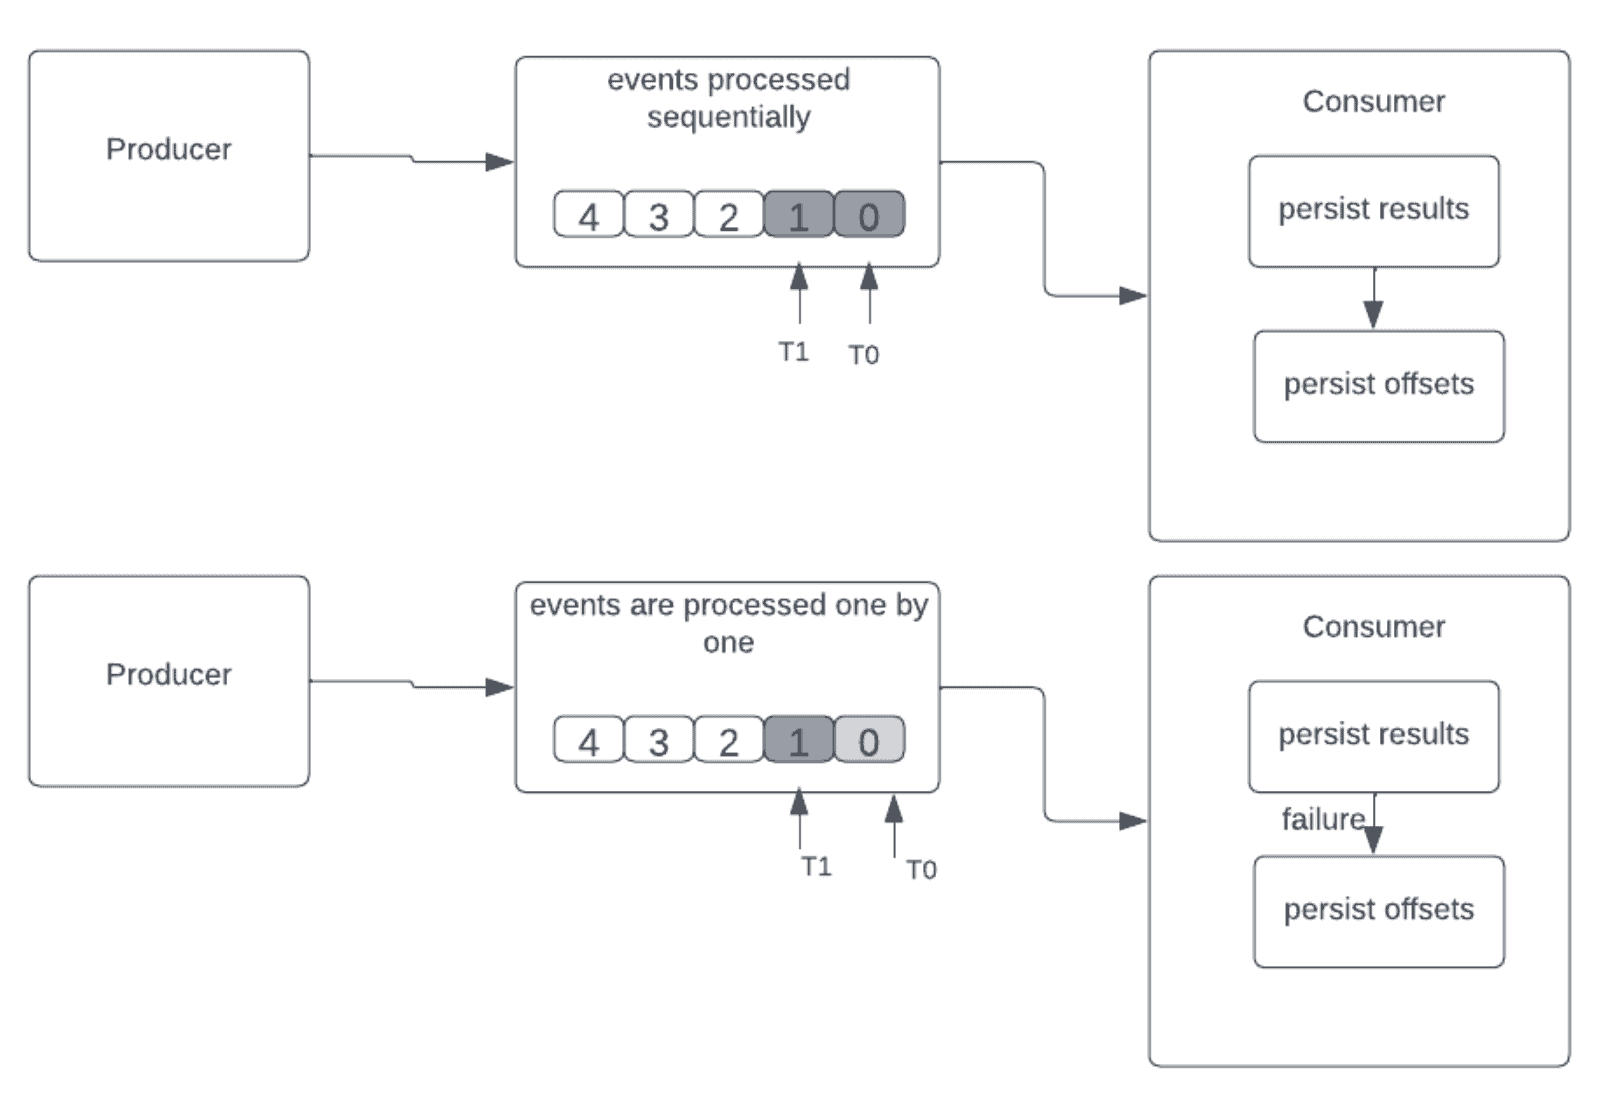 Producer
events processed
sequentially
4 3 2 1 0
T1 T0
Consumer
persist results
persist offsets
Producer
events are processed one by
one
4 3 2 1 0
T1 T0
Consumer
persist results
failure
persist offsets